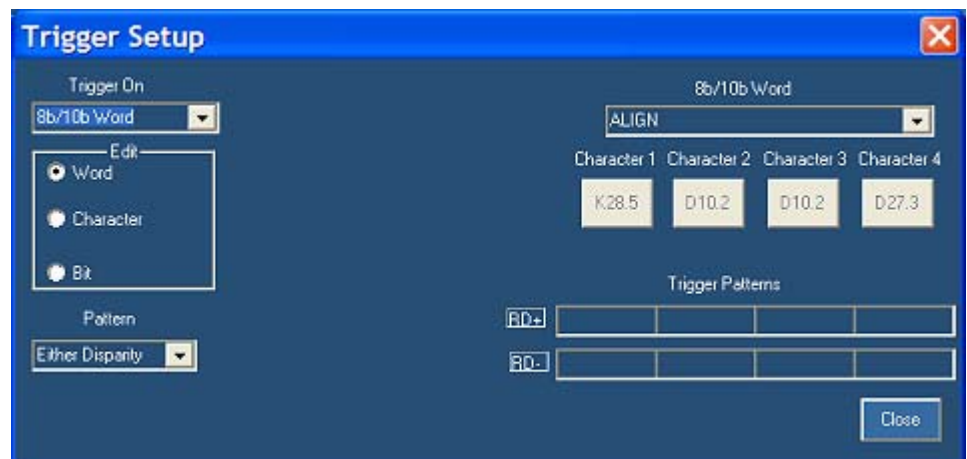 Trigger Setup
Trigger On
8b/10b Word
Edit
Word
Character
Bit
Pattern
Either Disparity
8b/10b Word
ALIGN
Character 1 Character 2 Character 3 Character 4
K28.5 D10.2 D10.2 D27.3
Trigger Patterns
RD+
RD-
Close